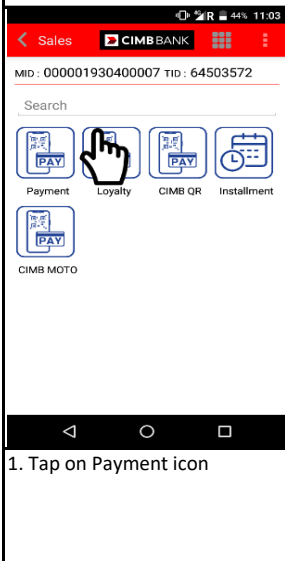 R 44% 11:03
Sales CIMB BANK
MID : 000001930400007 TID : 64503572
Search
PAY PAY PAY
Payment Loyalty CIMB QR Installment
PAY
CIMB MOTO
1. Tap on Payment icon